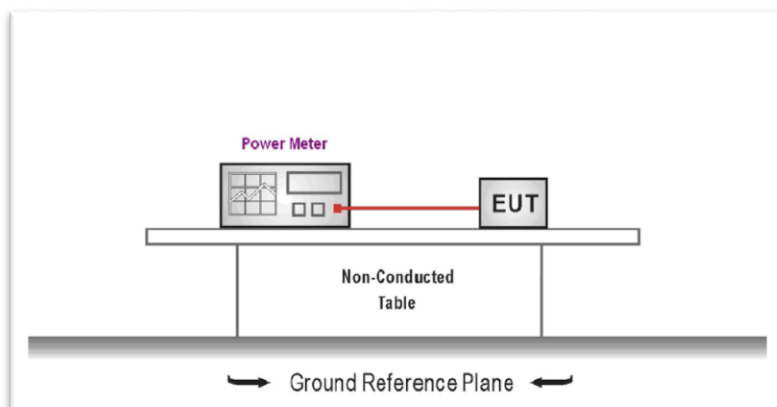 Power Meter
EUT
Non-Conducted
Table
Ground Reference Plane